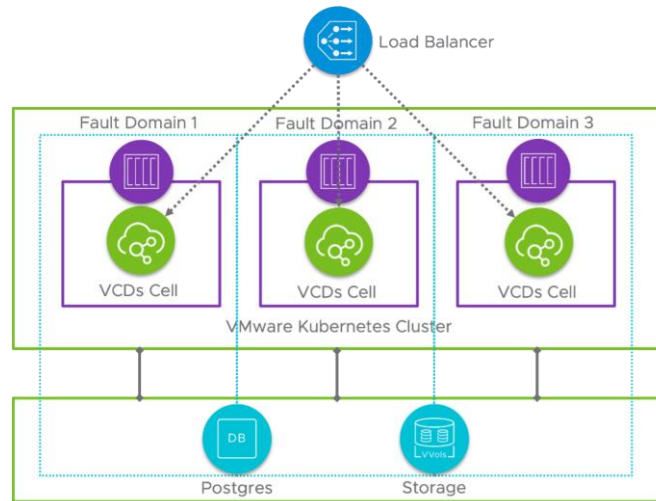 Load Balancer
Fault Domain 1
Fault Domain 2
Fault Domain 3
VCDs Cell
VCDs Cell
VCDs Cell
VMware Kubernetes Cluster
DB
VVols
Postgres
Storage